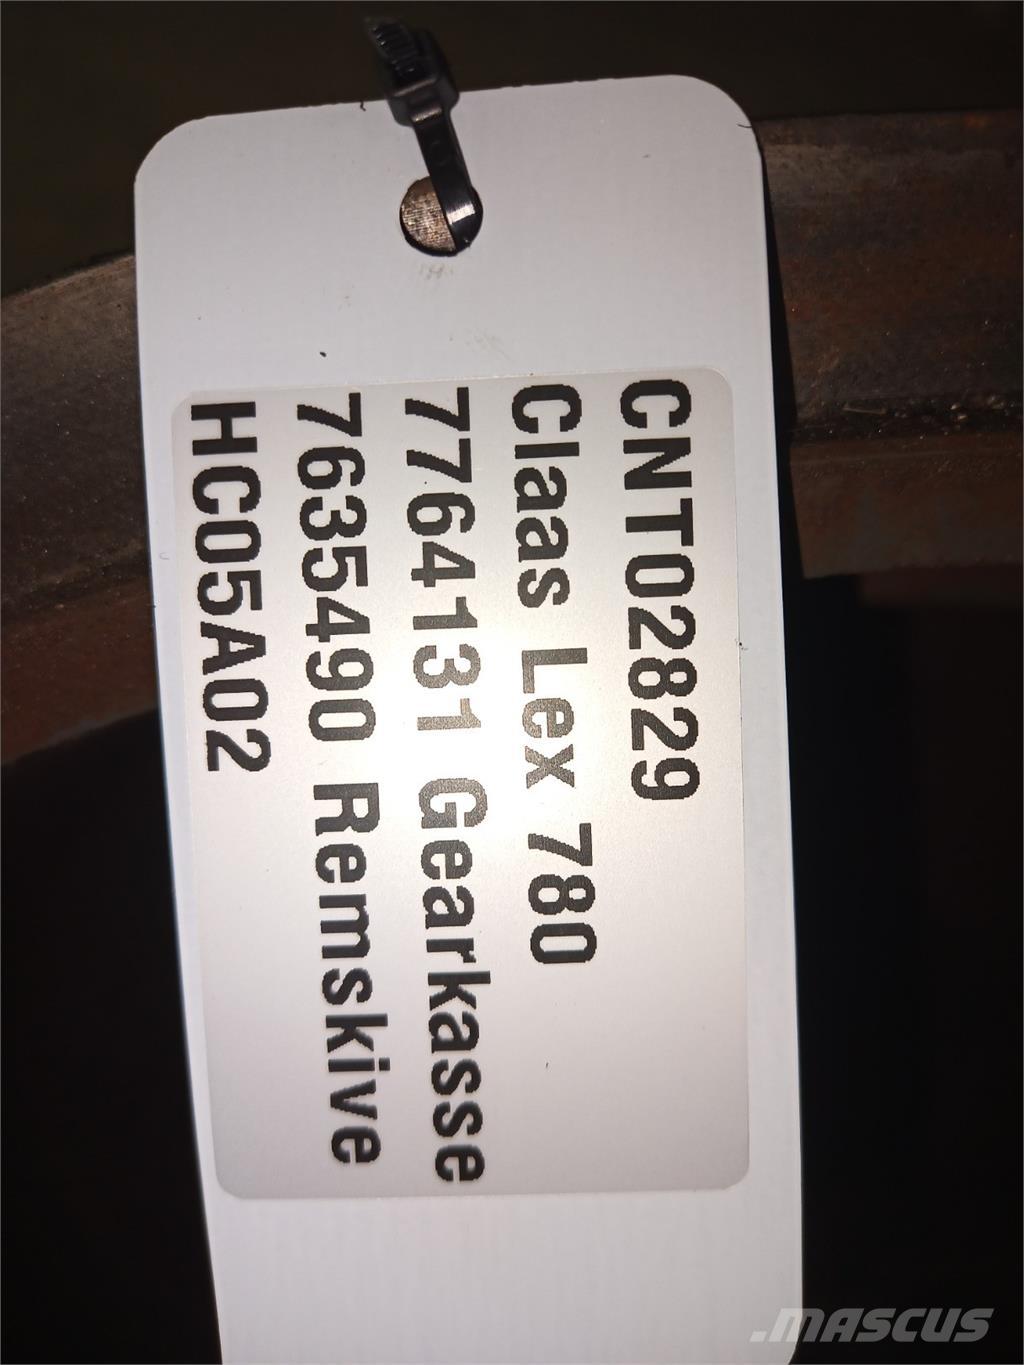 CNT02829
Claas Lex 780
7764131 Gearkasse
7635490 Remskive
HC05A02
.MASCUS